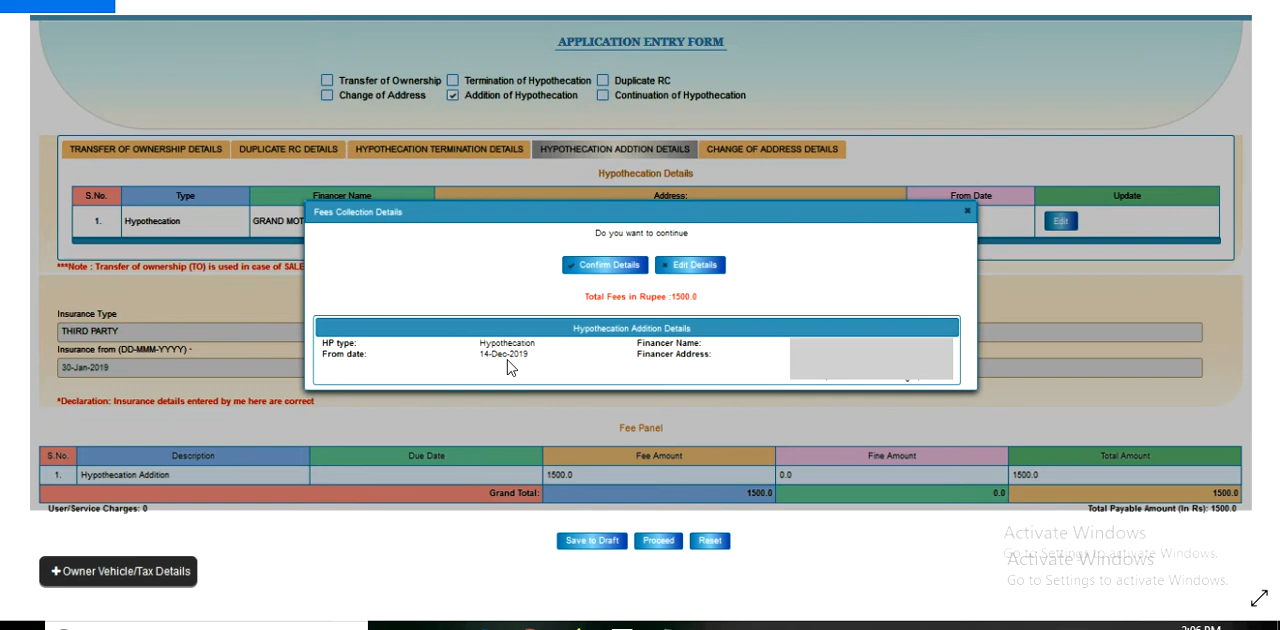 APPLICATION ENTRY FORM
Transfer of Ownership Termination of Hypothecation Duplicate RC
Change of Address Addition of Hypothecation Continuation of Hypothecation
TRANSFER OF OWNERSHIP DETAILS DUPLICATE RC DETAILS HYPOTHECATION TERMINATION DETAILS HYPOTHECATION ADDTION DETAILS CHANGE OF ADDRESS DETAILS
Hypothecation Details
S.No. Type Financer Name Address: From Date Update
1. Hypothecation GRAND MOT Edit
Fees Collection Details
Do you want to continue
Confirm Details Edit Details
Total Fees in Rupee :1500.0
Hypothecation Addition Details
HP type: Hypothecation Financer Name:
From date: 14-Dec-2019 Financer Address:
***Note : Transfer of ownership (TO) is used in case of SALE
Insurance Type
THIRD PARTY
Insurance from (DD-MMM-YYYY) -
30-Jan-2019
*Declaration: Insurance details entered by me here are correct
Fee Panel
S.No. Description Due Date Fee Amount Fine Amount Total Amount
1. Hypothecation Addition 1500.0 0.0 1500.0
Grand Total: 1500.0 0.0 1500.0
User/Service Charges: 0 Total Payable Amount (In Rs): 1500.0
Save to Draft Proceed Reset
Activate Windows
Go to Settings to activate Windows.
Activate Windows
Go to Settings to activate Windows.
+Owner Vehicle/Tax Details